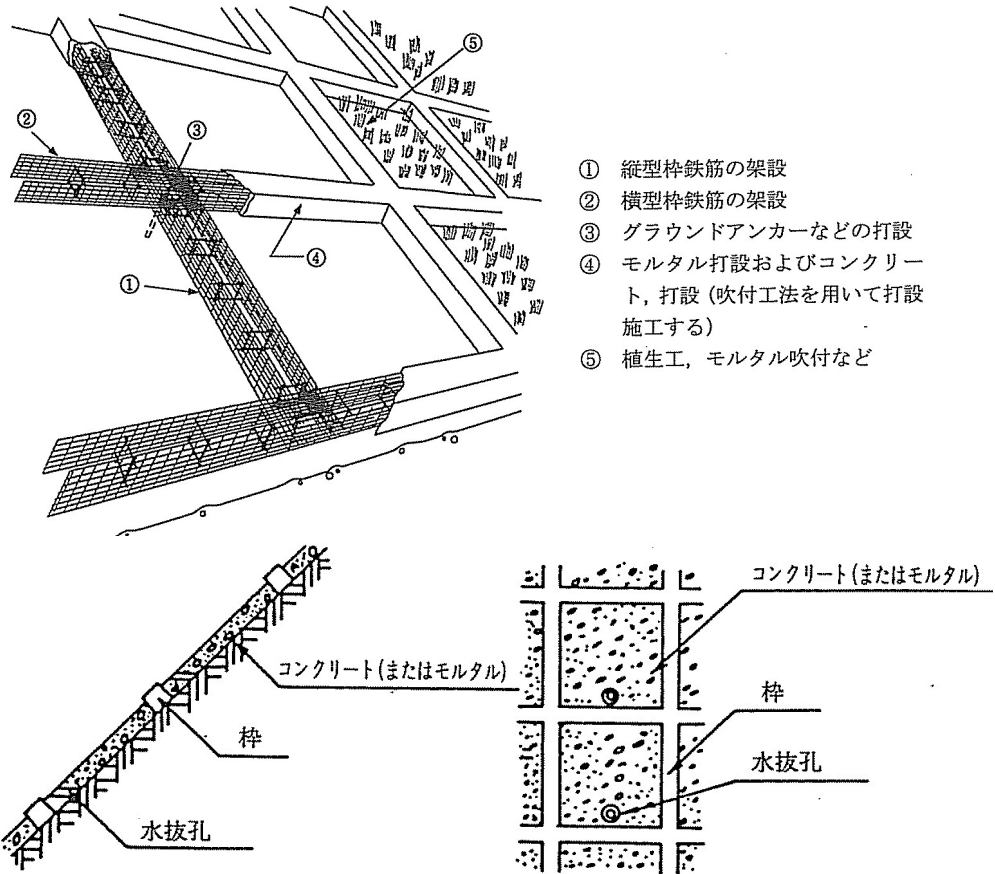 ⑤
②
③
④
①
① 縦型枠鉄筋の架設
② 横型枠鉄筋の架設
③ グラウンドアンカーなどの打設
④ モルタル打設およびコンクリー
ト,打設(吹付工法を用いて打設
施工する)
⑤ 植生工,モルタル吹付など
コンクリート(またはモルタル)
枠
水抜孔
コンクリート(またはモルタル)
枠
水抜孔